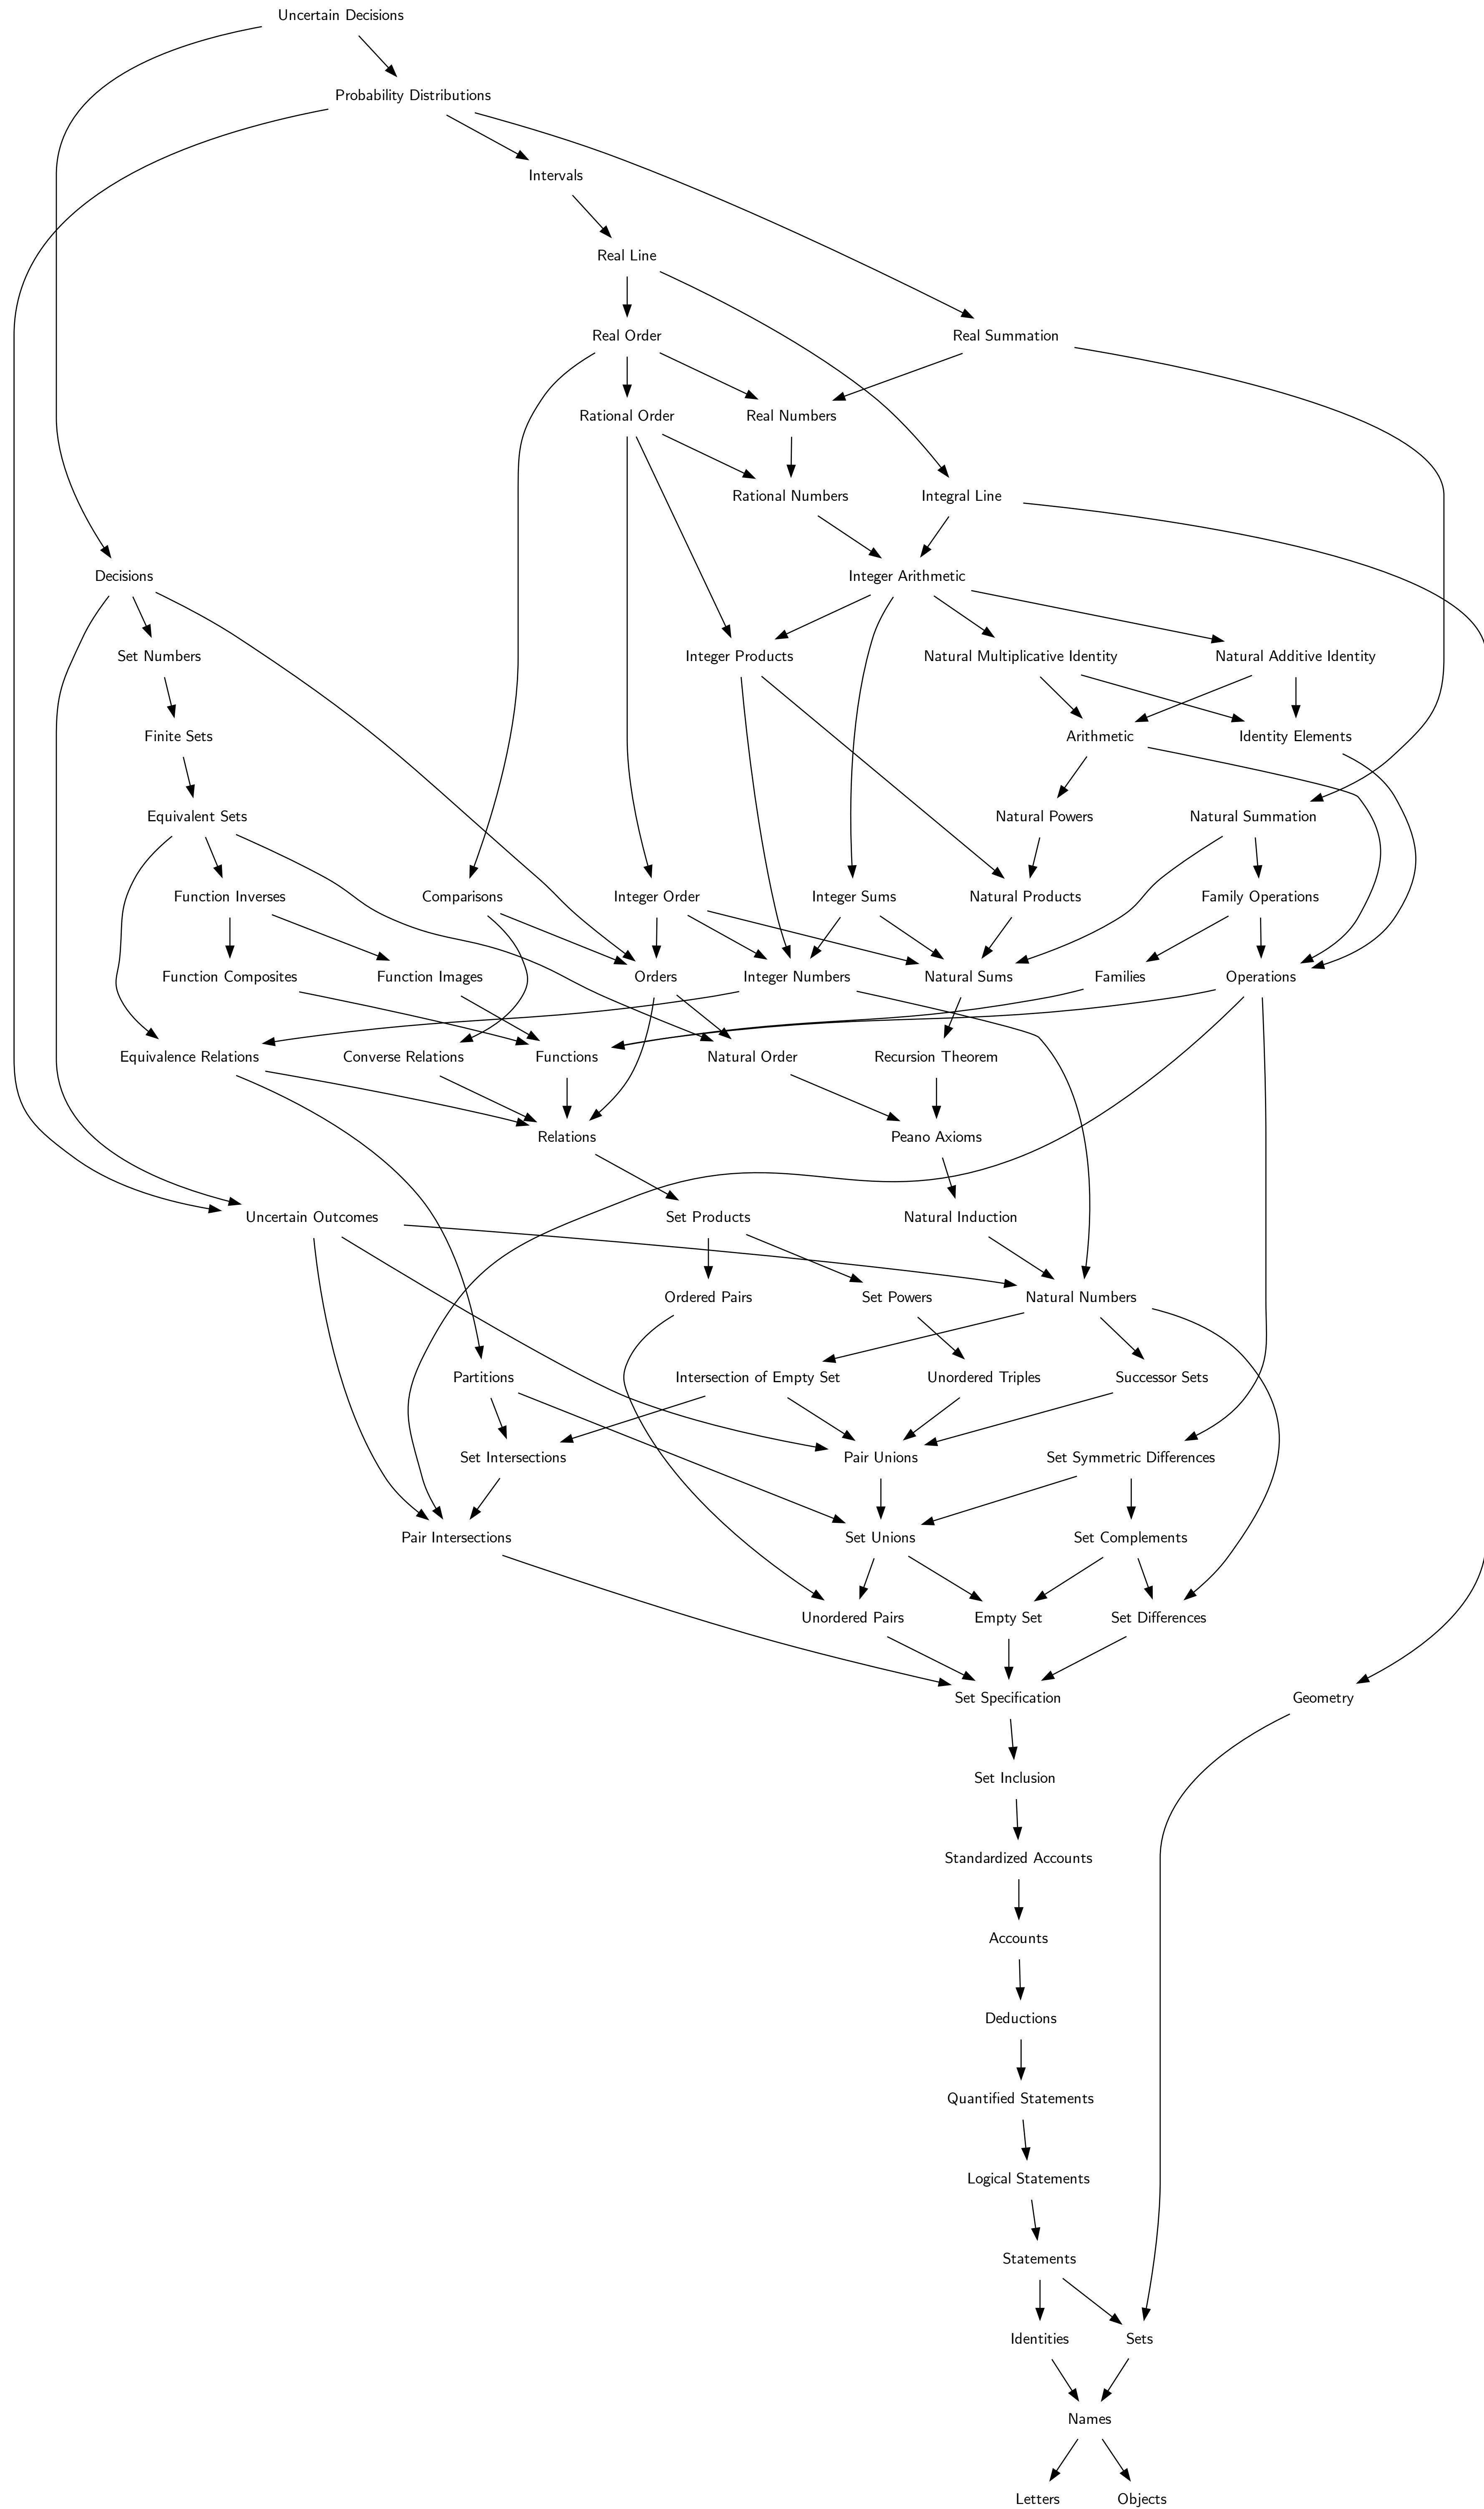 Uncertain Decisions
Probability Distributions
Intervals
Real Line
Real Order
Real Summation
Rational Order
Real Numbers
Rational Numbers
Integral Line
Decisions
Integer Arithmetic
Set Numbers
Integer Products
Natural Multiplicative Identity
Natural Additive Identity
Finite Sets
Arithmetic
Identity Elements
Equivalent Sets
Natural Powers
Natural Summation
Function Inverses
Comparisons
Integer Order
Integer Sums
Natural Products
Family Operations
Function Composites
Function Images
Orders
Integer Numbers
Natural Sums
Families
Operations
Equivalence Relations
Converse Relations
Functions
Natural Order
Recursion Theorem
Relations
Peano Axioms
Uncertain Outcomes
Set Products
Natural Induction
Ordered Pairs
Set Powers
Natural Numbers
Partitions
Intersection of Empty Set
Unordered Triples
Successor Sets
Set Intersections
Pair Unions
Set Symmetric Differences
Pair Intersections
Set Unions
Set Complements
Unordered Pairs
Empty Set
Set Differences
Set Specification
Geometry
Set Inclusion
Standardized Accounts
Accounts
Deductions
Quantified Statements
Logical Statements
Statements
Identities
Sets
Names
Letters
Objects